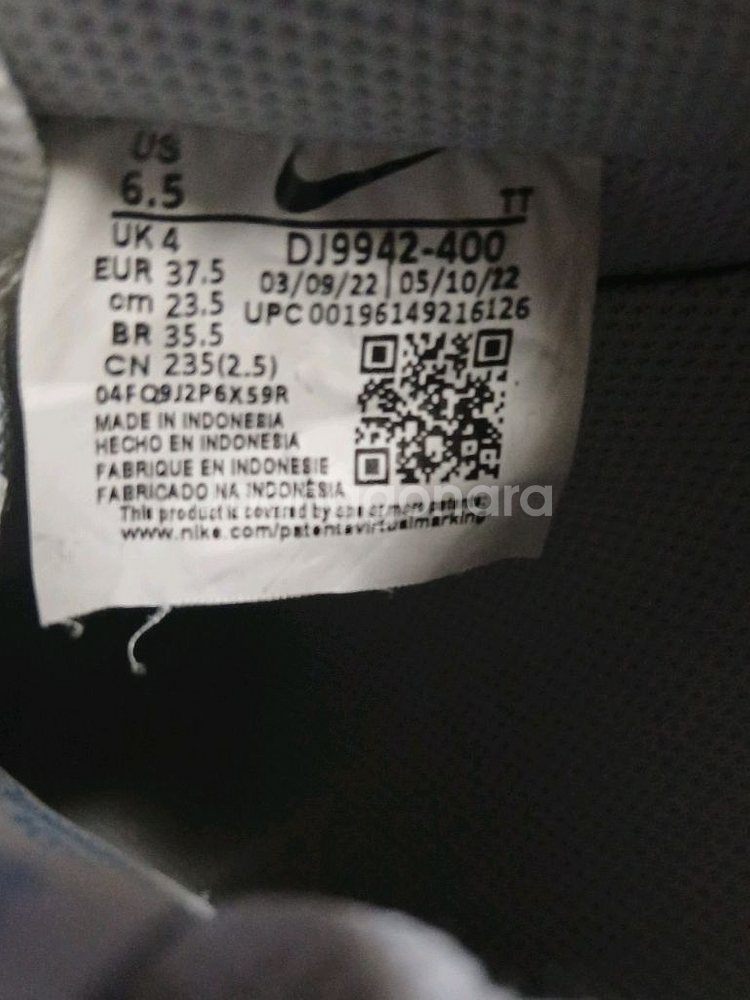 US
6.5
TT
UK 4
DJ9942-400
EUR 37.5
03/09/22 | 05/10/22
cm 23.5
UPC 00196149216126
BR 35.5
CN 235(2.5)
04FQ9J2P6X59R
MADE IN INDONESIA
HECHO EN INDONESIA
FABRIQUE EN INDONESIE
FABRICADO NA INDONÉSIA
This product is covered by one or more patents
www.nike.com/patentsvirtualmarking